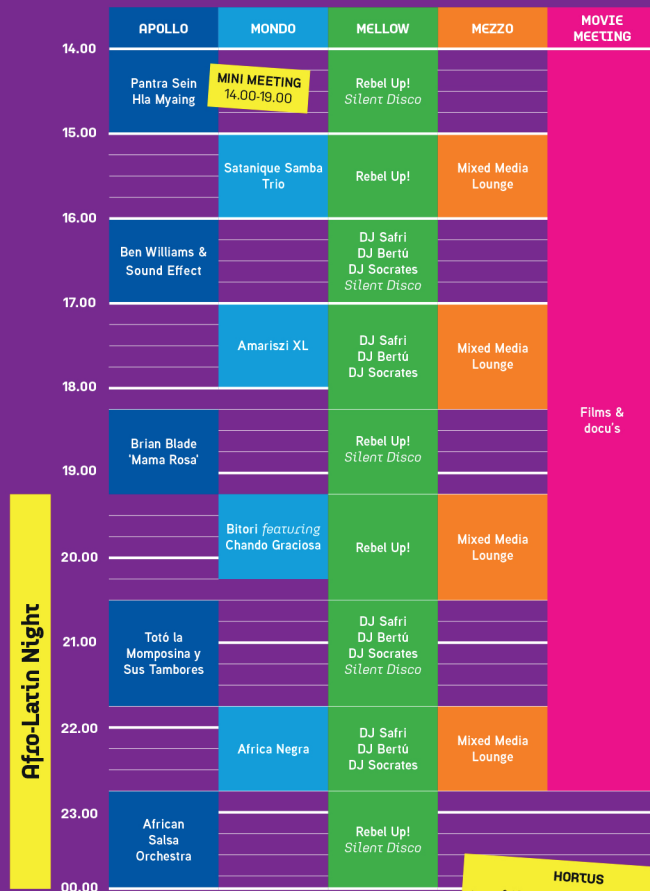 APOLLO
MONDO
MELLOW
MEZZO
MOVIE
MEETING
14.00
Pantra Sein
Hla Myaing
MINI MEETING
14.00-19.00
Rebel Up!
Silent Disco
15.00
Satanique Samba
Trio
Rebel Up!
Mixed Media
Lounge
16.00
Ben Williams &
Sound Effect
DJ Safri
DJ Bertú
DJ Socrates
Silent Disco
17.00
Amariszi XL
DJ Safri
DJ Bertú
DJ Socrates
Mixed Media
Lounge
18.00
Films &
docu's
Brian Blade
'Mama Rosa'
Rebel Up!
Silent Disco
19.00
Afro-Latin Night
Bitori featuring
Chando Graciosa
Rebel Up!
Mixed Media
Lounge
20.00
Totó la
Momposina y
Sus Tambores
DJ Safri
DJ Bertú
DJ Socrates
Silent Disco
21.00
22.00
Africa Negra
DJ Safri
DJ Bertú
DJ Socrates
Mixed Media
Lounge
23.00
African
Salsa
Orchestra
Rebel Up!
Silent Disco
HORTUS
00.00